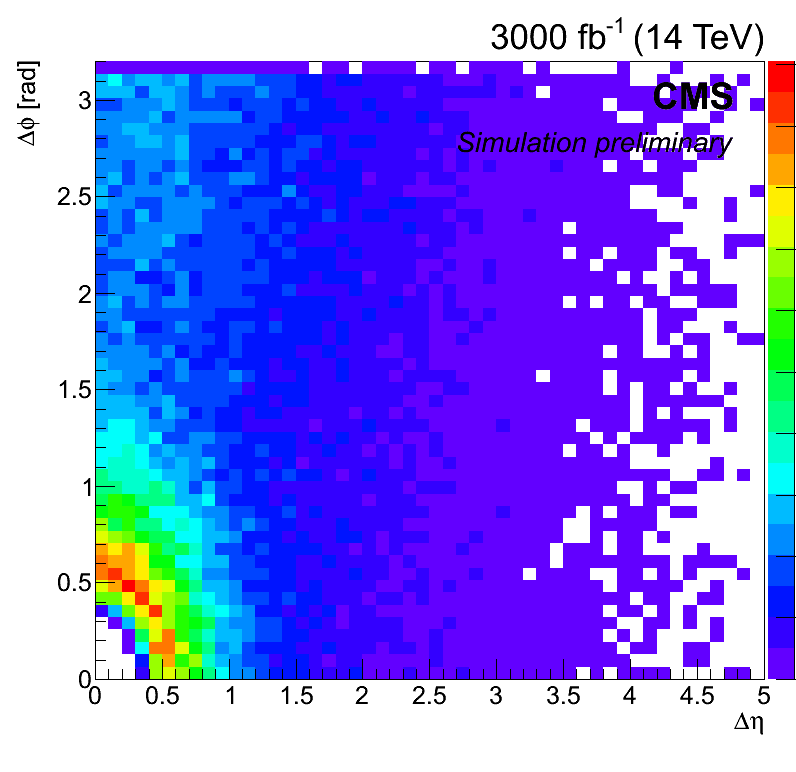 3000 fb-1 (14 TeV)
Δϕ [rad]
CMS
Simulation preliminary
3
2.5
2
1.5
1
0.5
0
0 0.5 1 1.5 2 2.5 3 3.5 4 4.5 5
Δη